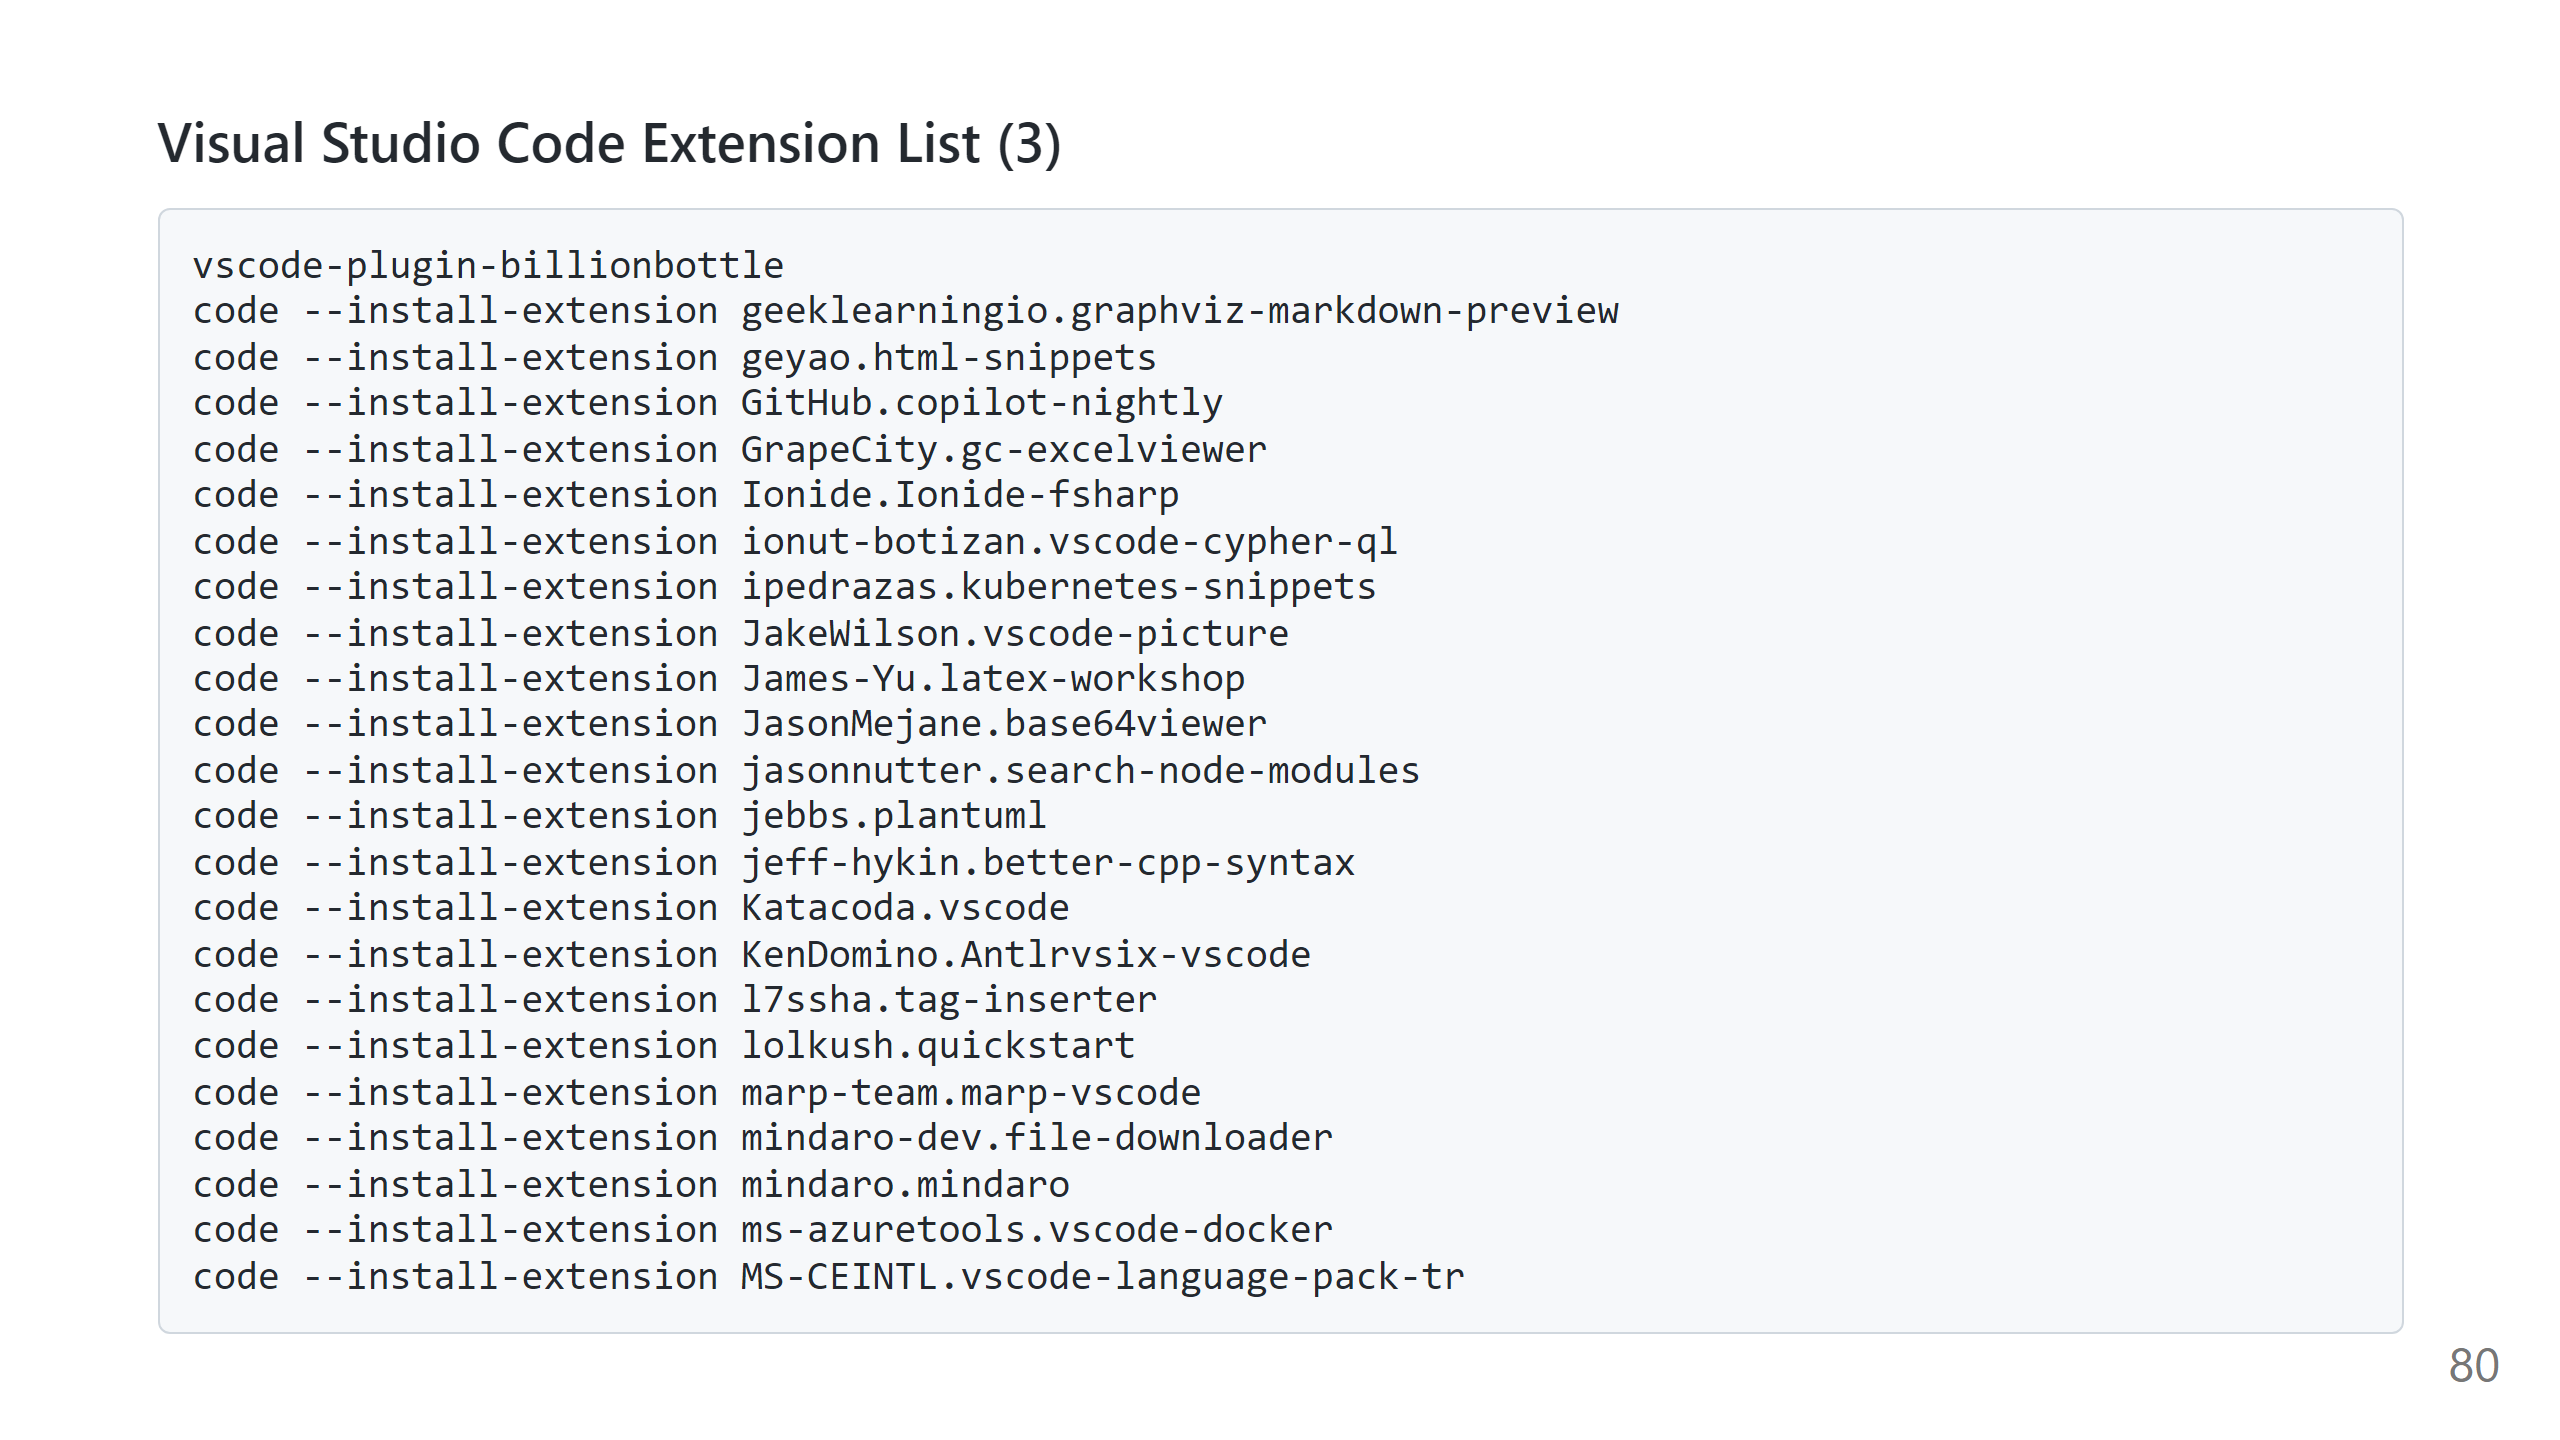 Visual Studio Code Extension List (3)
vscode-plugin-billionbottle
code --install-extension geeklearningio.graphviz-markdown-preview
code --install-extension geyao.html-snippets
code --install-extension GitHub.copilot-nightly
code --install-extension GrapeCity.gc-excelviewer
code --install-extension Ionide.Ionide-fsharp
code --install-extension ionut-botizan.vscode-cypher-ql
code --install-extension ipedrazas.kubernetes-snippets
code --install-extension JakeWilson.vscode-picture
code --install-extension James-Yu.latex-workshop
code --install-extension JasonMejane.base64viewer
code --install-extension jasonnutter.search-node-modules
code --install-extension jebbs.plantuml
code --install-extension jeff-hykin.better-cpp-syntax
code --install-extension Katacoda.vscode
code --install-extension KenDomino.Antlrvsix-vscode
code --install-extension l7ssha.tag-inserter
code --install-extension lolkush.quickstart
code --install-extension marp-team.marp-vscode
code --install-extension mindaro-dev.file-downloader
code --install-extension mindaro.mindaro
code --install-extension ms-azuretools.vscode-docker
code --install-extension MS-CEINTL.vscode-language-pack-tr
80